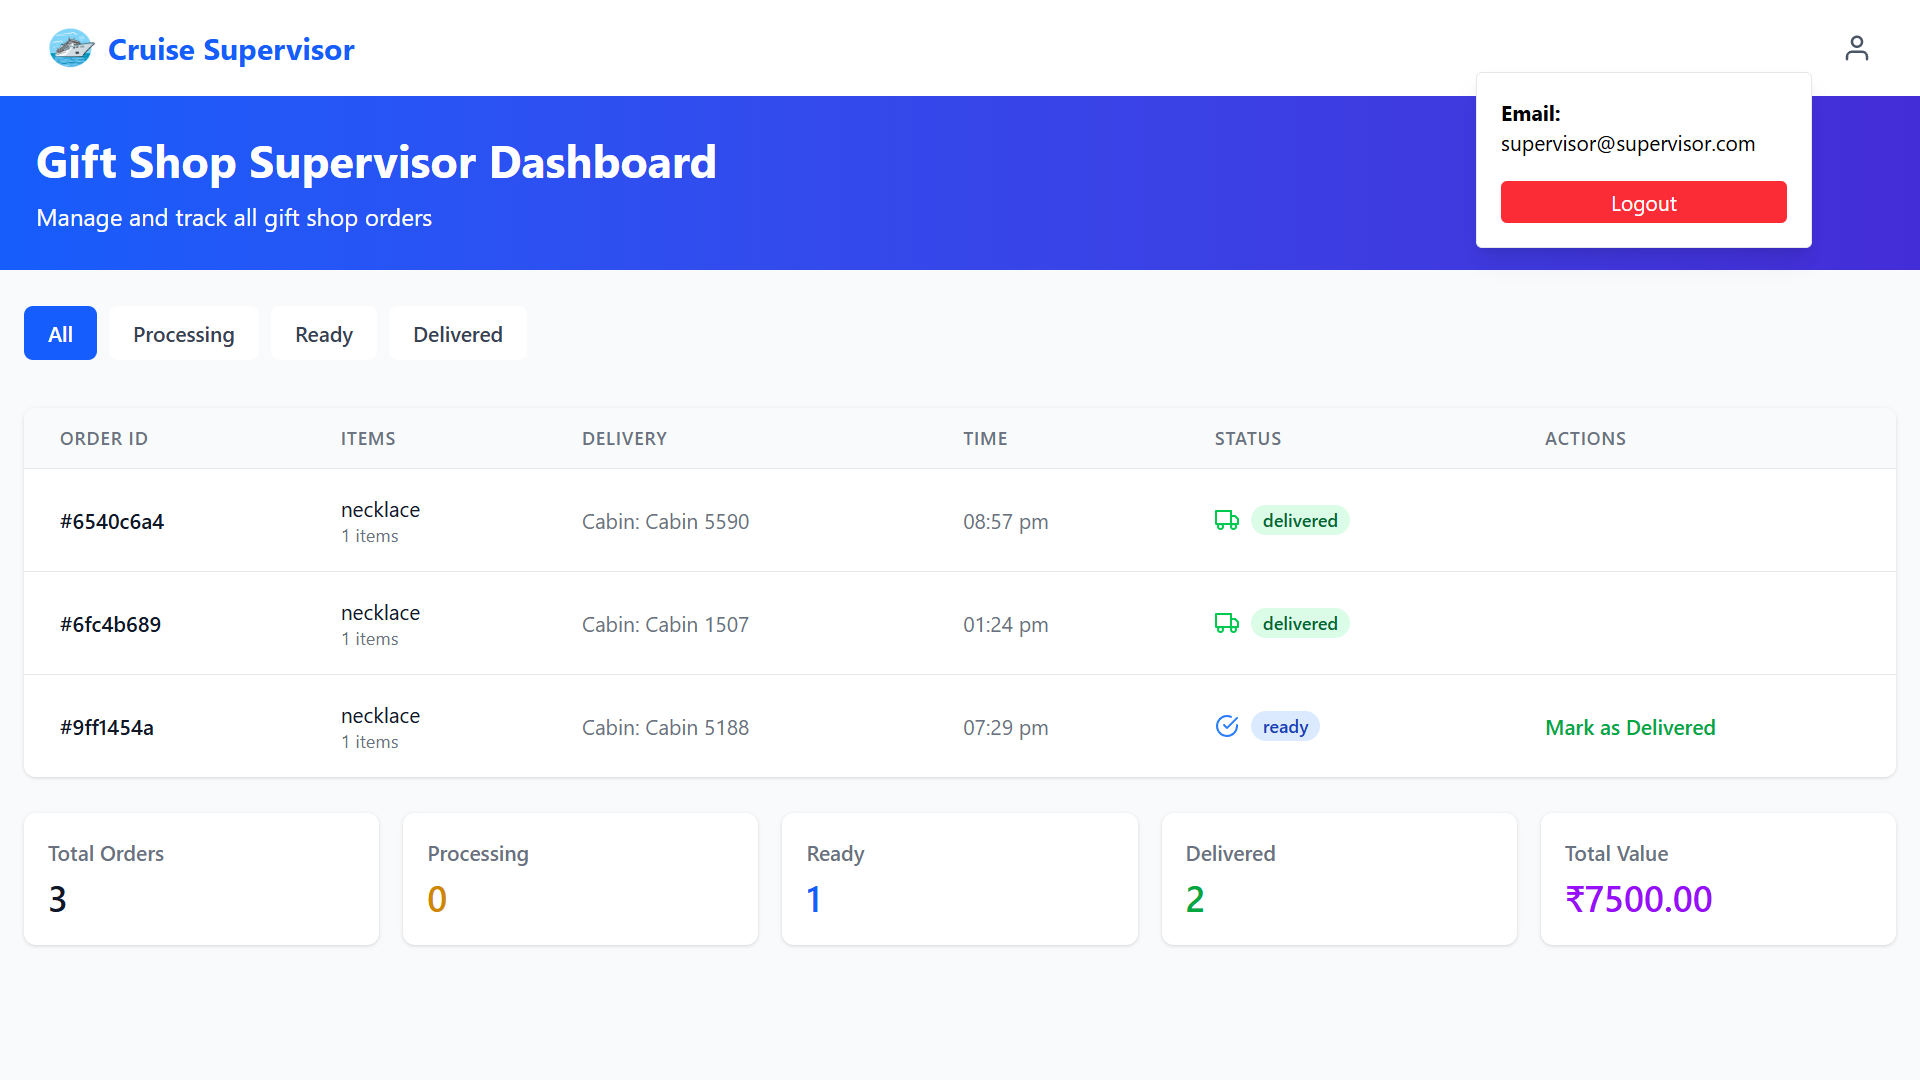 Cruise Supervisor
Email:
supervisor@supervisor.com
Logout
Gift Shop Supervisor Dashboard
Manage and track all gift shop orders
All Processing Ready Delivered
ORDER ID ITEMS DELIVERY TIME STATUS ACTIONS
#6540c6a4 necklace Cabin: Cabin 5590 08:57 pm delivered
1 items
#6fc4b689 necklace Cabin: Cabin 1507 01:24 pm delivered
1 items
#9ff1454a necklace Cabin: Cabin 5188 07:29 pm ready Mark as Delivered
1 items
Total Orders
3
Processing
0
Ready
1
Delivered
2
Total Value
₹7500.00